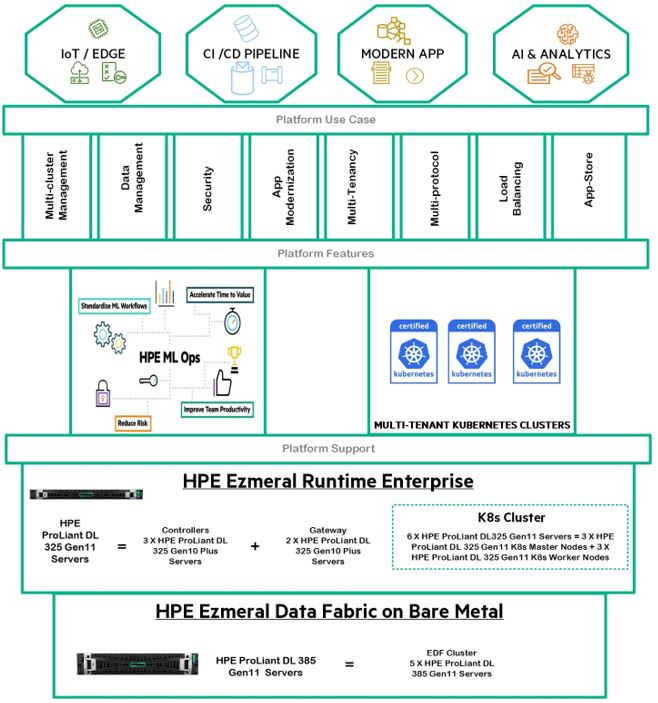 IoT / EDGE
CI /CD PIPELINE
MODERN APP
AI & ANALYTICS
Platform Use Case
Multi-cluster
Management
Data
Management
Security
App
Modernization
Multi-Tenancy
Multi-protocol
Load
Balancing
App-Store
Platform Features
Standardize ML Workflows
Accelerate Time to Value
HPE ML Ops
Improve Team Productivity
Reduce Risk
certified
kubernetes
certified
kubernetes
certified
kubernetes
MULTI-TENANT KUBERNETES CLUSTERS
Platform Support
HPE Ezmeral Runtime Enterprise
HPE
ProLiant DL
325 Gen11
Servers
=
Controllers
3 X HPE ProLiant DL
325 Gen10 Plus
Servers
+
Gateway
2 X HPE ProLiant DL
325 Gen10 Plus
Servers
K8s Cluster
6 X HPE ProLiant DL325 Gen11 Servers = 3 X HPE
ProLiant DL 325 Gen11 K8s Master Nodes + 3 X
HPE ProLiant DL 325 Gen11 K8s Worker Nodes
HPE Ezmeral Data Fabric on Bare Metal
HPE ProLiant DL 385
Gen11 Servers
=
EDF Cluster
5 X HPE ProLiant DL
385 Gen11 Servers